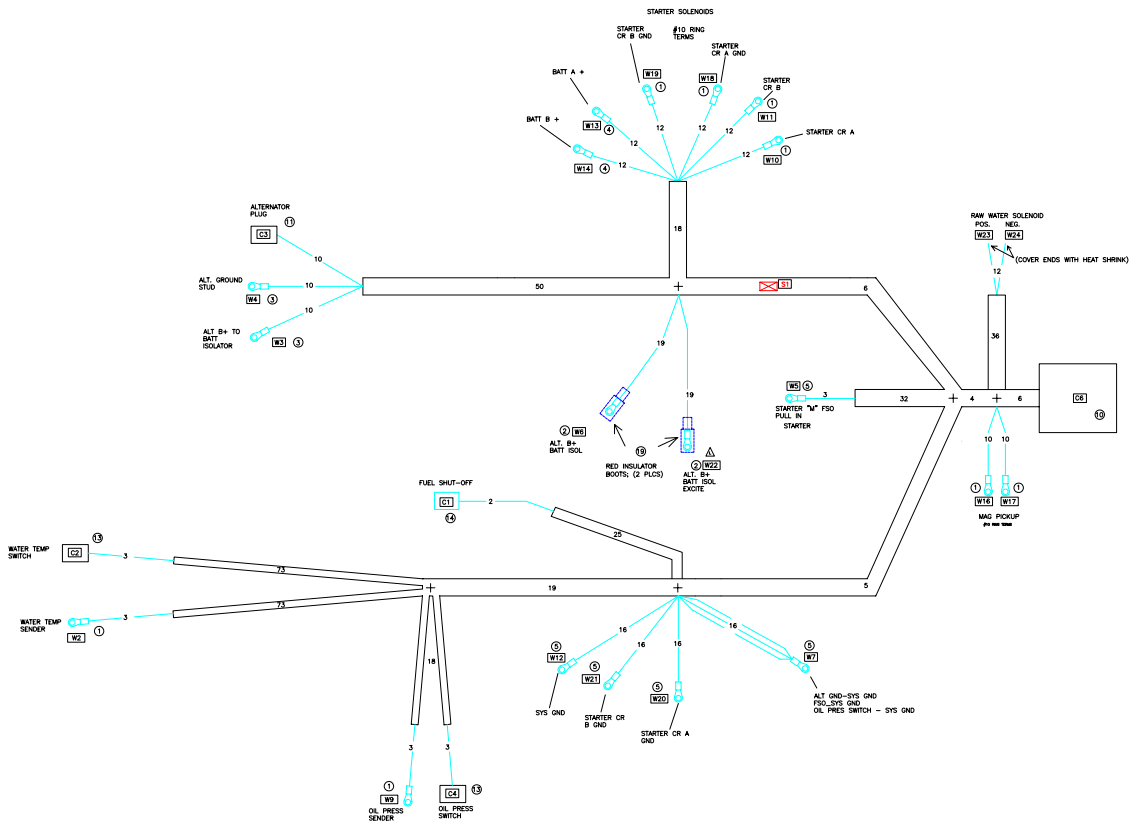 STARTER SOLENOIDS
STARTER
CR B GND
#10 RING
TERMS
STARTER
CR A GND
BATT A +
W19
1
W18
1
STARTER
CR B
1
W11
BATT B +
W13
4
12
12
12
12
STARTER CR A
1
W10
12
W14
4
12
ALTERNATOR
PLUG
11
C3
18
RAW WATER SOLENOID
POS.
NEG.
W23
W24
(COVER ENDS WITH HEAT SHRINK)
10
12
ALT. GROUND
STUD
10
W4
3
50
S1
6
10
ALT B+ TO
BATT
ISOLATOR
W3
3
36
19
19
W5
5
3
STARTER "M" FSO
PULL IN
STARTER
32
4
6
C6
10
2
W6
ALT. B+
BATT ISOL
19
RED INSULATOR
BOOTS; (2 PLCS)
2
W22
ALT. B+
BATT ISOL
EXCITE
10
10
1
W16
W17
1
MAG PICKUP
#10 RING TERMS
FUEL SHUT-OFF
C1
2
14
25
13
WATER TEMP
SWITCH
C2
3
73
19
5
73
WATER TEMP
SENDER
3
W2
1
18
16
16
16
16
5
W12
SYS GND
5
W21
STARTER CR
B GND
5
W20
STARTER CR A
GND
5
W7
ALT GND-SYS GND
FSO_SYS GND
OIL PRES SWITCH - SYS GND
3
3
1
W9
OIL PRESS
SENDER
C4
13
OIL PRESS
SWITCH